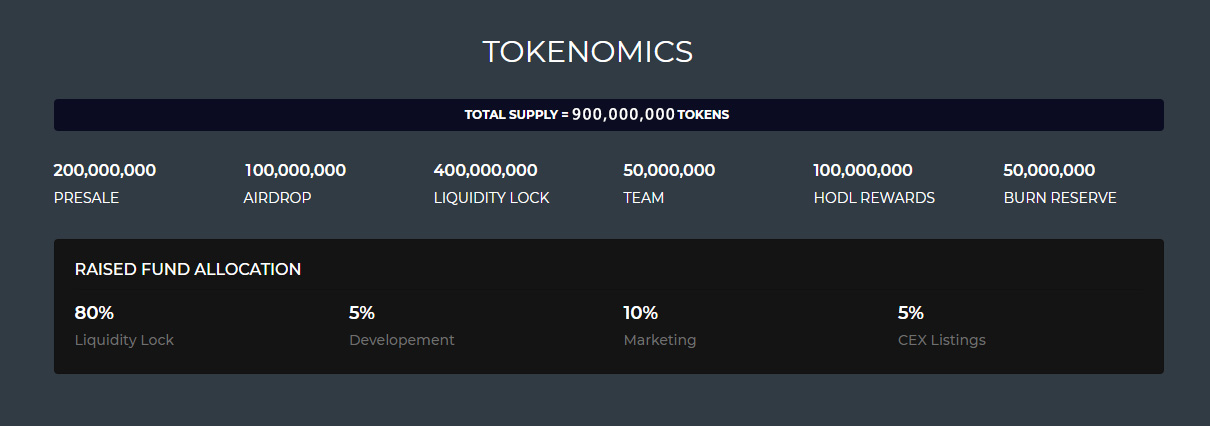 TOKENOMICS
TOTAL SUPPLY = 900,000,000 TOKENS
200,000,000 100,000,000 400,000,000 50,000,000 100,000,000 50,000,000
PRESALE AIRDROP LIQUIDITY LOCK TEAM HODL REWARDS BURN RESERVE
RAISED FUND ALLOCATION
80% 5% 10% 5%
Liquidity Lock Developement Marketing CEX Listings